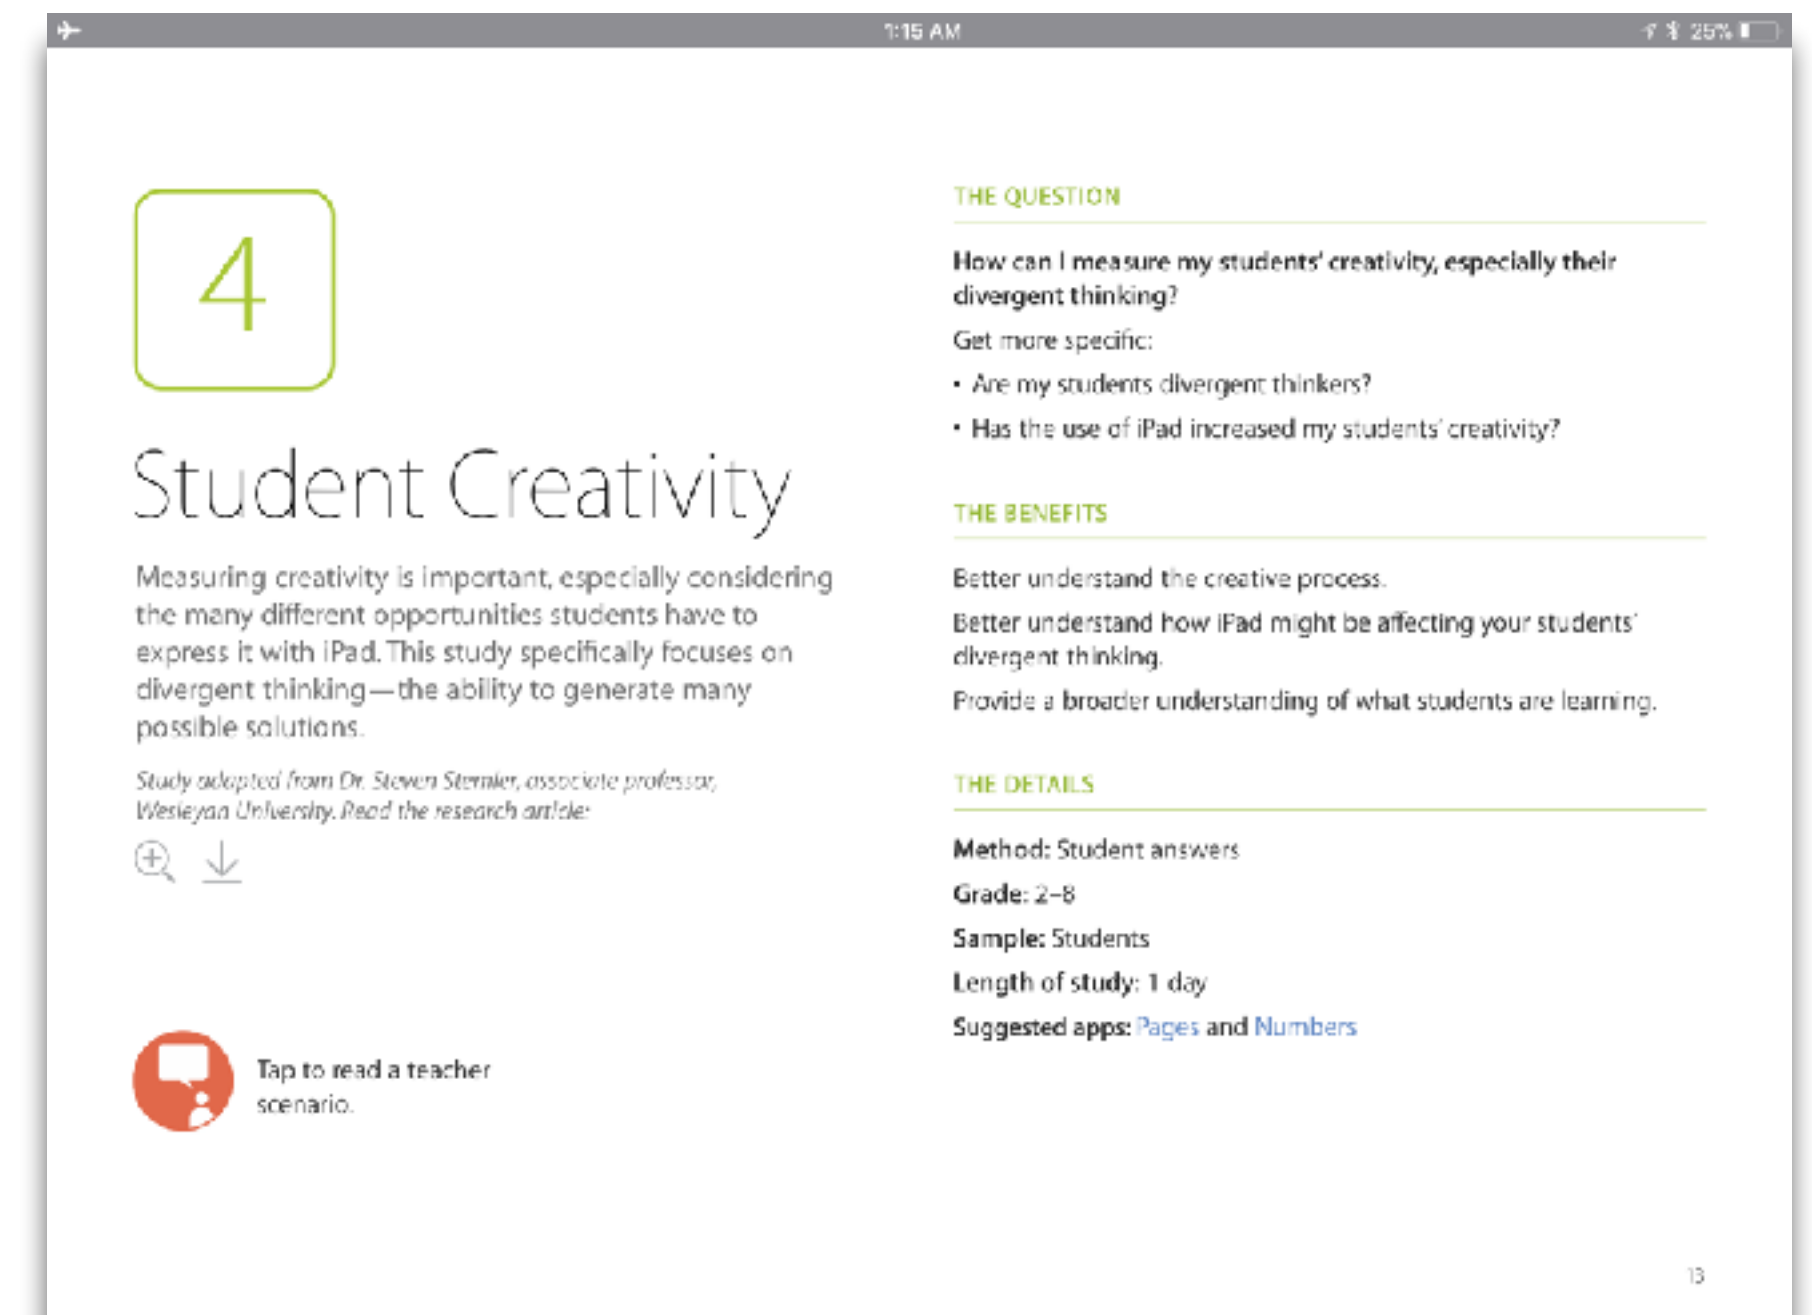 1:15 AM
25%
4
Student Creativity
Measuring creativity is important, especially considering
the many different opportunities students have to
express it with iPad. This study specifically focuses on
divergent thinking—the ability to generate many
possible solutions.
Study adapted from Dr. Steven Stemler, associate professor,
Wesleyan University. Read the research article:
Tap to read a teacher
scenario.
THE QUESTION
How can I measure my students' creativity, especially their
divergent thinking?
Get more specific:
• Are my students divergent thinkers?
• Has the use of iPad increased my students' creativity?
THE BENEFITS
Better understand the creative process.
Better understand how iPad might be affecting your students'
divergent thinking.
Provide a broader understanding of what students are learning.
THE DETAILS
Method: Student answers
Grade: 2–8
Sample: Students
Length of study: 1 day
Suggested apps: Pages and Numbers
13